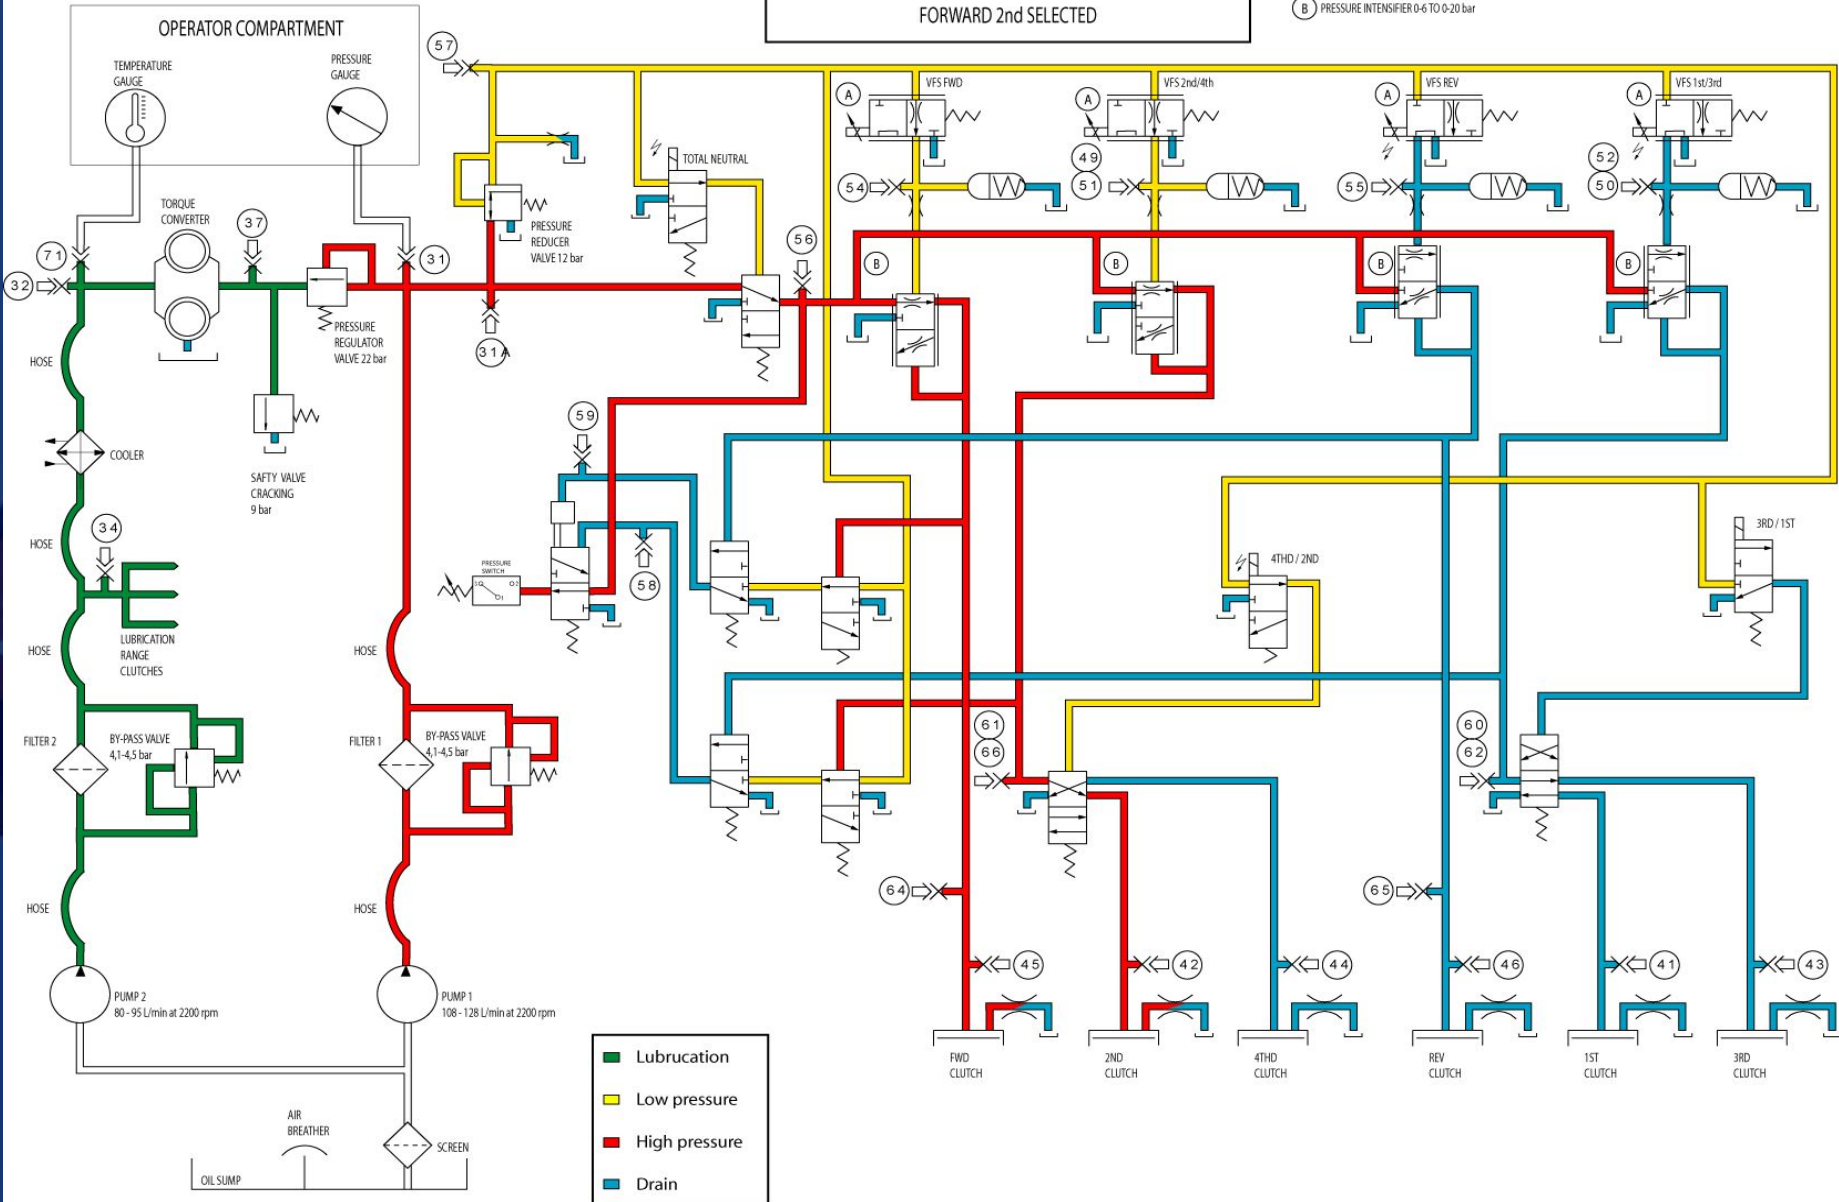 FORWARD 2nd SELECTED
B PRESSURE INTENSIFIER 0-6 TO 0-20 bar
OPERATOR COMPARTMENT
TEMPERATURE
GAUGE
PRESSURE
GAUGE
57
A
VFS FWD
A
VFS 2nd/4th
A
VFS REV
A
VFS 1st/3rd
TOTAL NEUTRAL
54
49
51
55
52
50
TORQUE
CONVERTER
37
71
32
31
PRESSURE
REDUCER
VALVE 12 bar
56
B
B
B
B
PRESSURE
REGULATOR
VALVE 22 bar
31A
HOSE
COOLER
SAFTY VALVE
CRACKING
9 bar
59
34
HOSE
PRESSURE
SWITCH
58
4THD / 2ND
3RD / 1ST
LUBRICATION
RANGE
CLUTCHES
HOSE
HOSE
FILTER 2
BY-PASS VALVE
4,1-4,5 bar
FILTER 1
BY-PASS VALVE
4,1-4,5 bar
61
66
60
62
HOSE
HOSE
64
65
45
42
44
46
41
43
PUMP 2
80 - 95 L/min at 2200 rpm
PUMP 1
108 - 128 L/min at 2200 rpm
FWD
CLUTCH
2ND
CLUTCH
4THD
CLUTCH
REV
CLUTCH
1ST
CLUTCH
3RD
CLUTCH
Lubrucation
Low pressure
High pressure
Drain
AIR
BREATHER
SCREEN
OIL SUMP